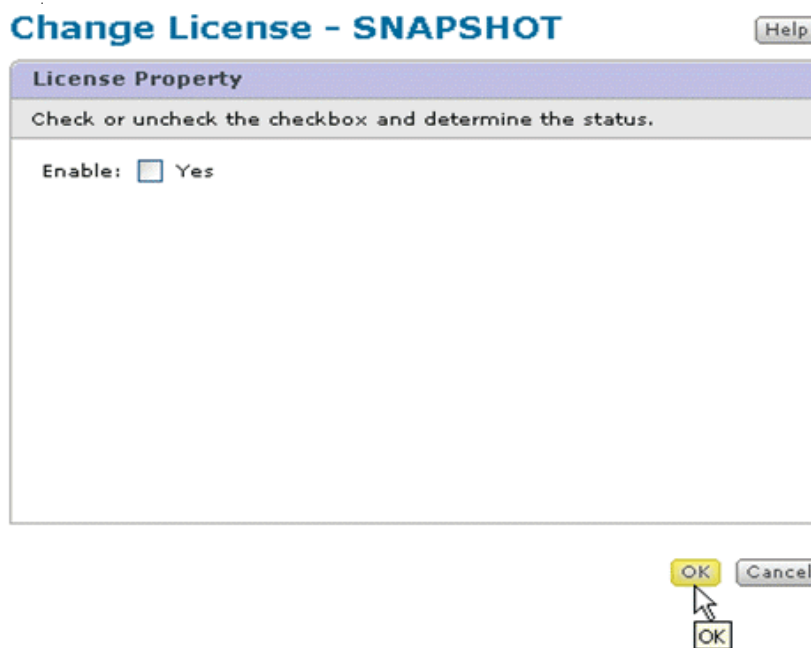 Change License - SNAPSHOT
Help
License Property
Check or uncheck the checkbox and determine the status.
Enable: Yes
OK Cancel
OK